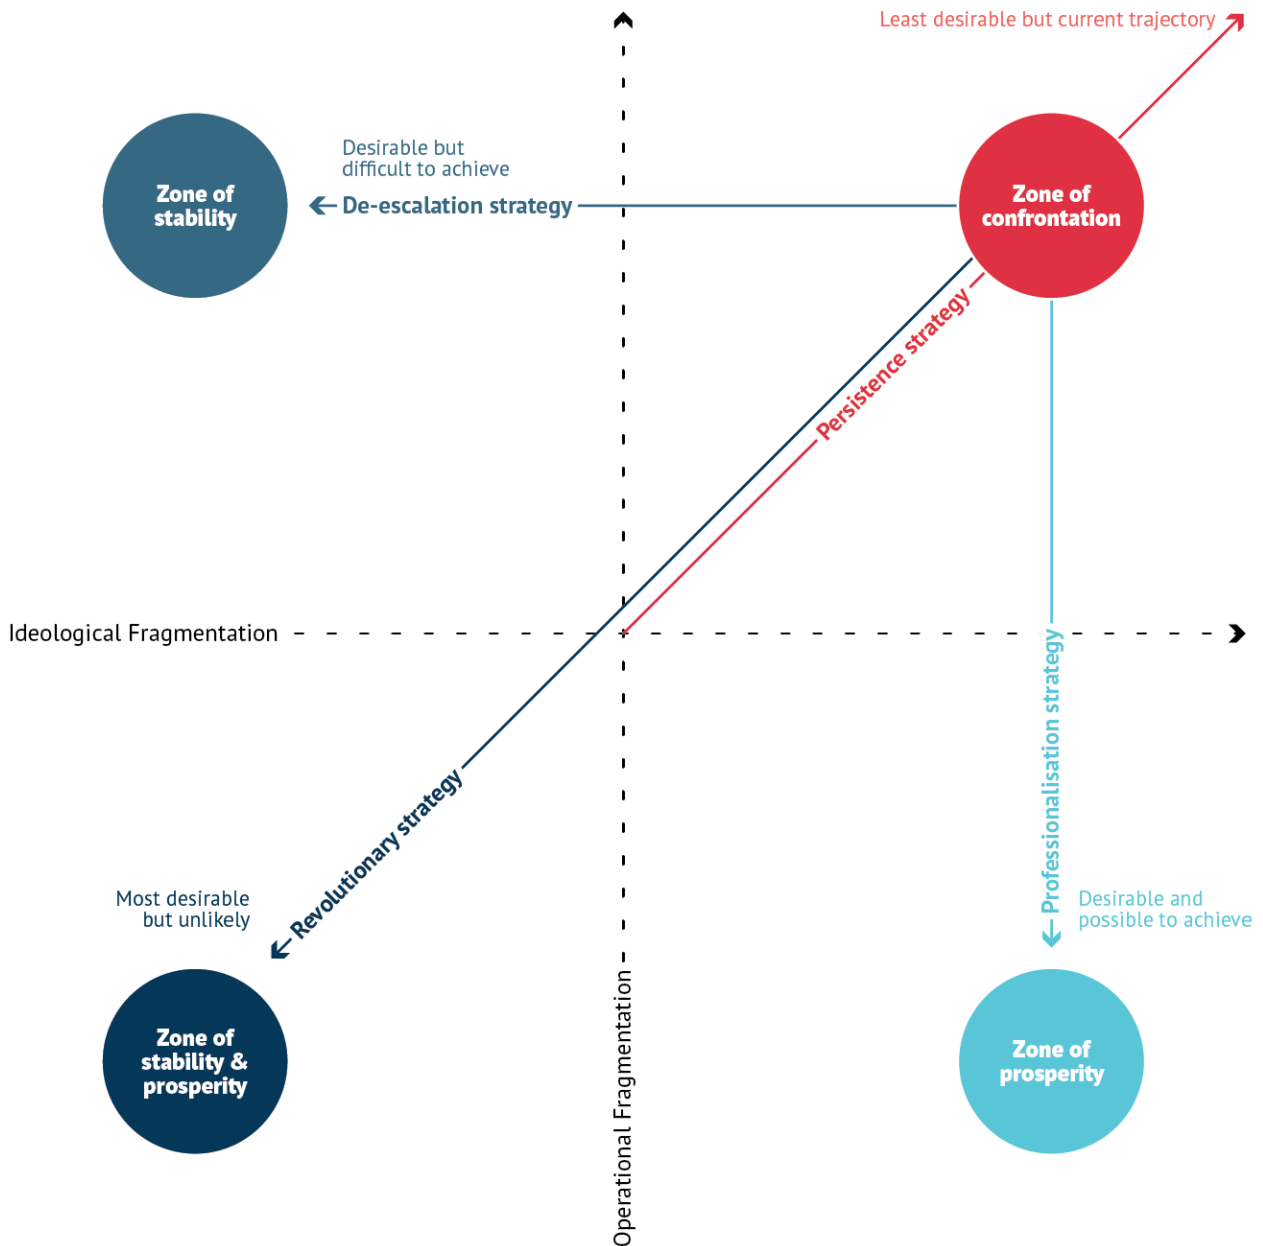 Least desirable but current trajectory
Zone of
stability
Desirable but
difficult to achieve
De-escalation strategy
Zone of
confrontation
Persistence strategy
Ideological Fragmentation
Professionalisation strategy
Revolutionary strategy
Most desirable
but unlikely
Desirable and
possible to achieve
Zone of
stability &
prosperity
Operational Fragmentation
Zone of
prosperity